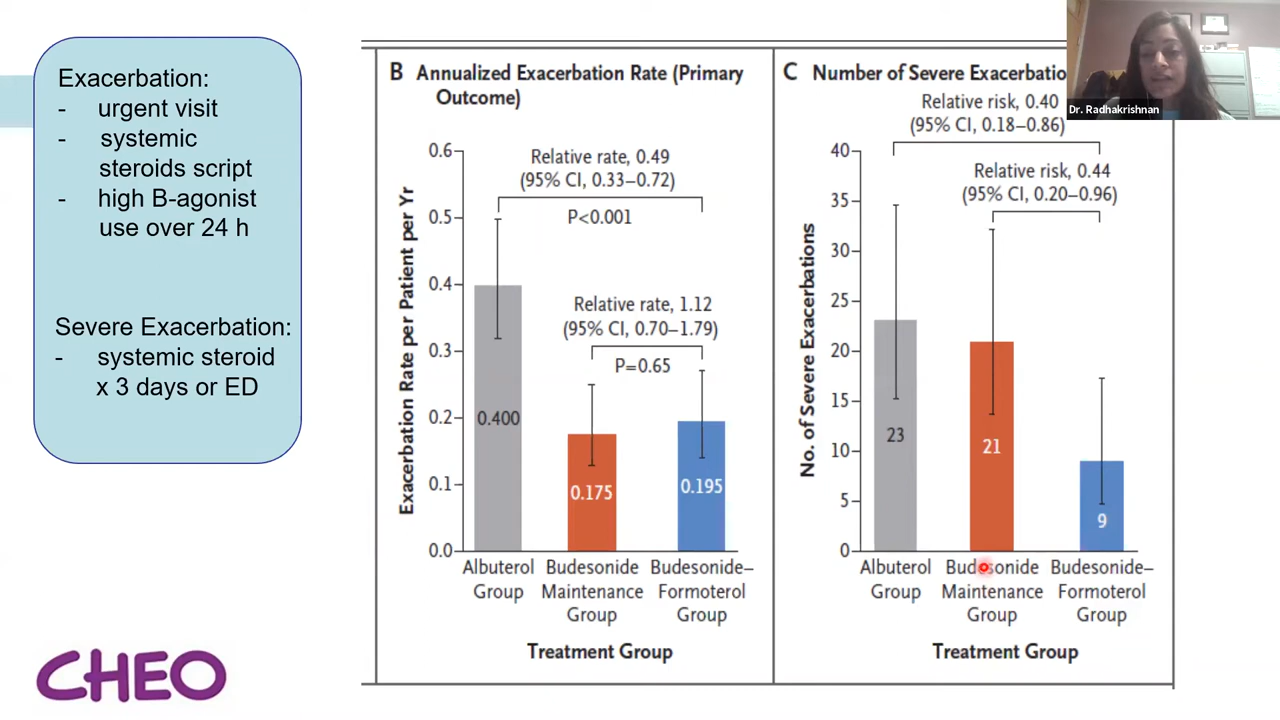 Exacerbation:
- urgent visit
- systemic
steroids script
- high B-agonist
use over 24 h
Severe Exacerbation:
- systemic steroid
x 3 days or ED
CHEO
B Annualized Exacerbation Rate (Primary
Outcome)
Exacerbation Rate per Patient per Yr
0.6
0.5
0.4
0.3
0.2
0.1
0.0
Relative rate, 0.49
(95% CI, 0.33–0.72)
P<0.001
Relative rate, 1.12
(95% CI, 0.70–1.79)
P=0.65
0.400
0.175
0.195
Albuterol
Group
Budesonide
Maintenance
Group
Budesonide–
Formoterol
Group
Treatment Group
C Number of Severe
Relative risk, 0.40
(95% CI, 0.18–0.86)
Relative risk, 0.44
(95% CI, 0.20–0.96)
No. of Severe Exacerbations
40
35
30
25
20
15
10
5
0
23
21
9
Albuterol
Group
Budesonide
Maintenance
Group
Budesonide–
Formoterol
Group
Treatment Group
Dr. Radhakrishnan